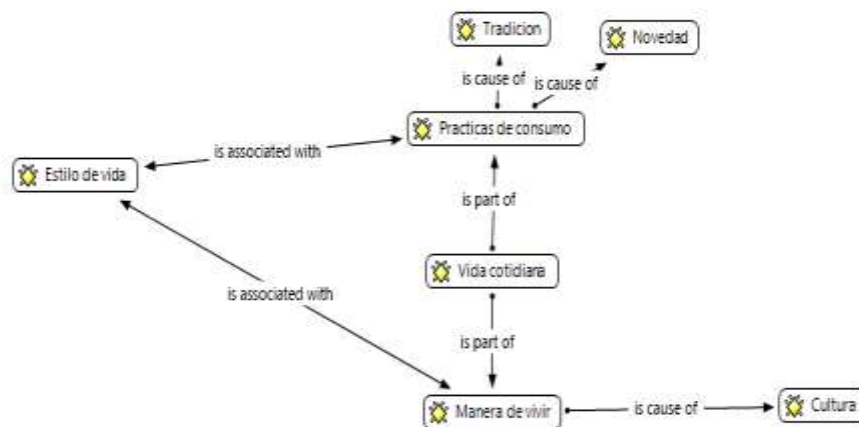 Tradicion
Novedad
is cause of
is cause of
Practicas de consumo
is associated with
Estilo de vida
is part of
Vida cotidiara
is associated with
is part of
Manera de vivir
is cause of
Cultura